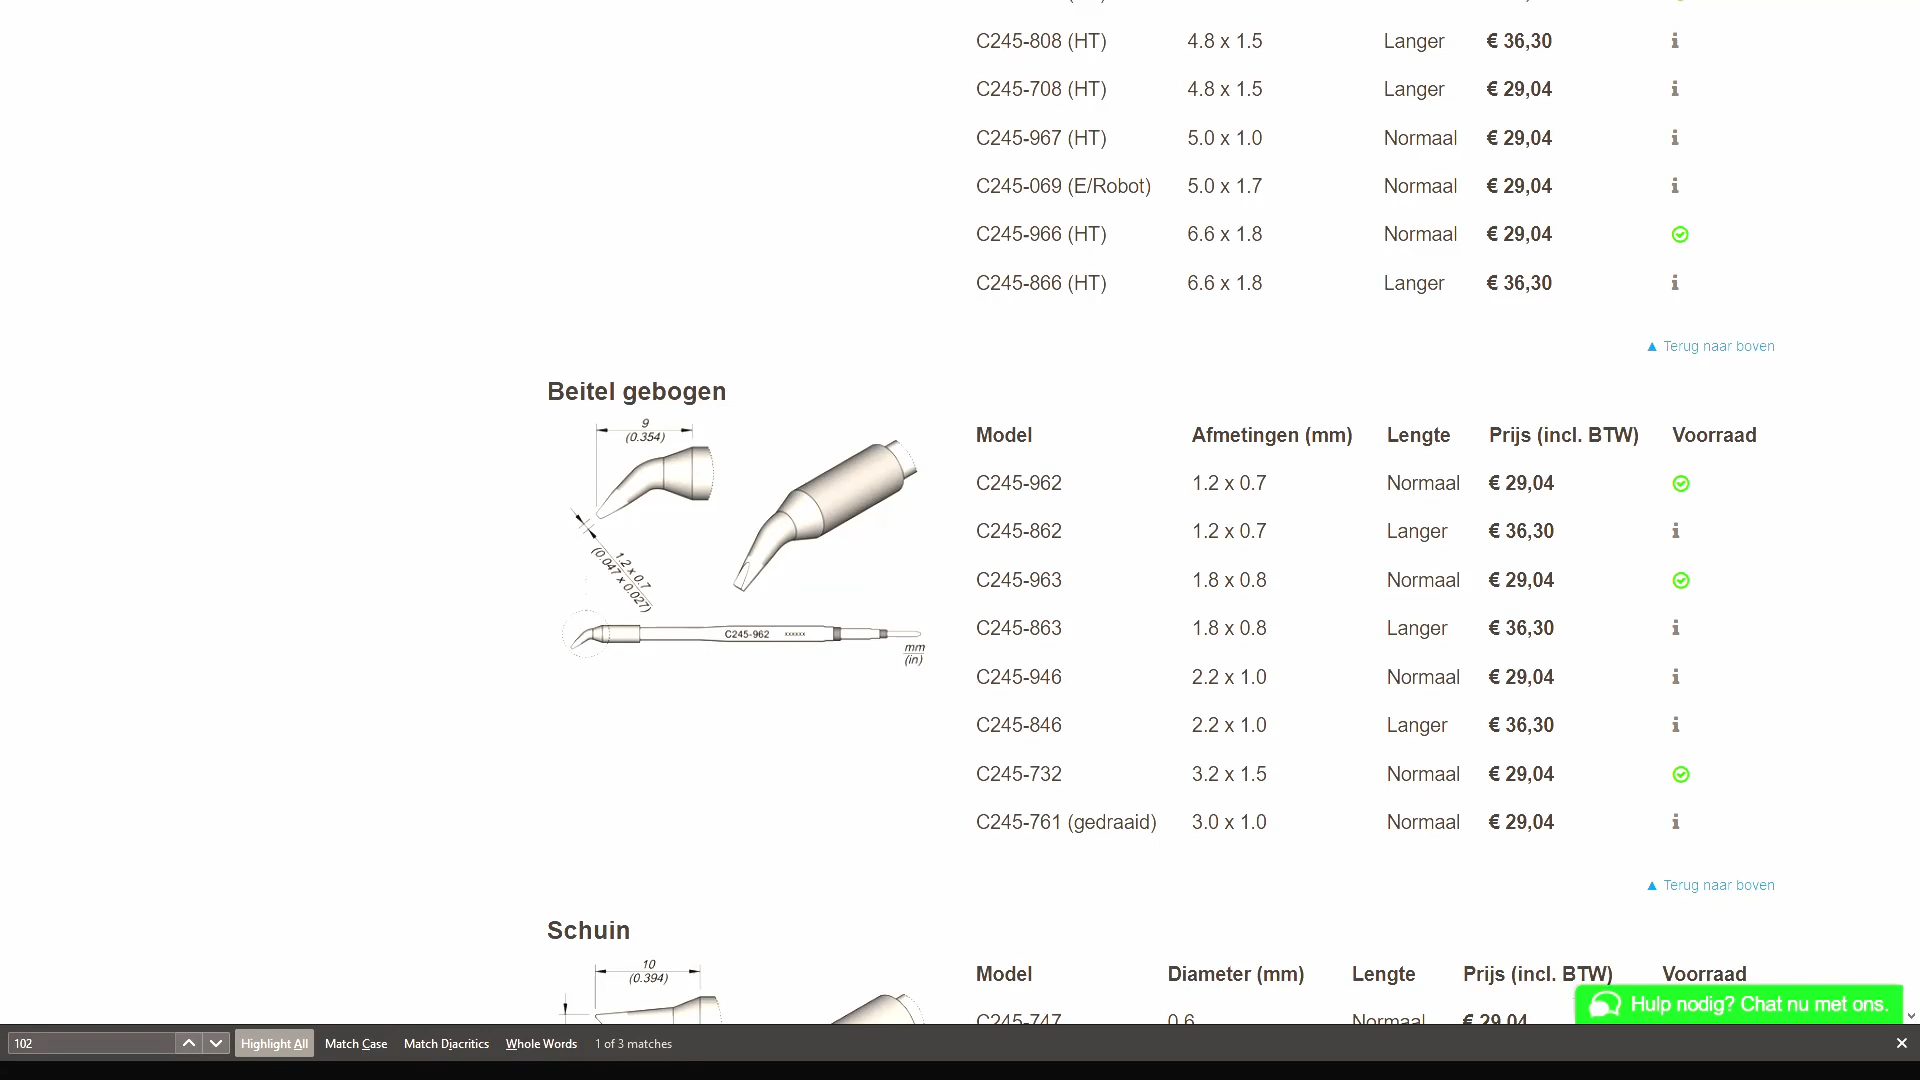 C245-808 (HT) 4.8 x 1.5 Langer € 36,30
C245-708 (HT) 4.8 x 1.5 Langer € 29,04
C245-967 (HT) 5.0 x 1.0 Normaal € 29,04
C245-069 (E/Robot) 5.0 x 1.7 Normaal € 29,04
C245-966 (HT) 6.6 x 1.8 Normaal € 29,04
C245-866 (HT) 6.6 x 1.8 Langer € 36,30
▲ Terug naar boven
Beitel gebogen
9
(0.354)
1.2 x 0.7
(0.047 x 0.027)
C245-962 xxxxxx
mm
(in)
Model Afmetingen (mm) Lengte Prijs (incl. BTW) Voorraad
C245-962 1.2 x 0.7 Normaal € 29,04
C245-862 1.2 x 0.7 Langer € 36,30
C245-963 1.8 x 0.8 Normaal € 29,04
C245-863 1.8 x 0.8 Langer € 36,30
C245-946 2.2 x 1.0 Normaal € 29,04
C245-846 2.2 x 1.0 Langer € 36,30
C245-732 3.2 x 1.5 Normaal € 29,04
C245-761 (gedraaid) 3.0 x 1.0 Normaal € 29,04
▲ Terug naar boven
Schuin
10
(0.394)
Model Diameter (mm) Lengte Prijs (incl. BTW) Voorraad
C245-747 0.6 Normaal € 29,04
Hulp nodig? Chat nu met ons.
102 Highlight All Match Case Match Diacritics Whole Words 1 of 3 matches